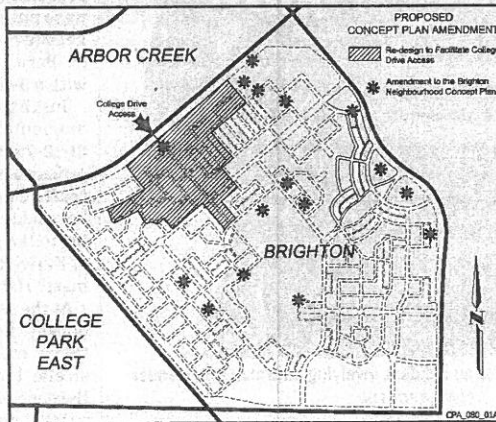 PROPOSED
CONCEPT PLAN AMENDMENT
Re-design to Facilitate College
Drive Access
Amendment to the Brighton
Neighbourhood Concept Plan
ARBOR CREEK
College Drive
Access
BRIGHTON
COLLEGE
PARK
EAST
N
CPA_080_01A